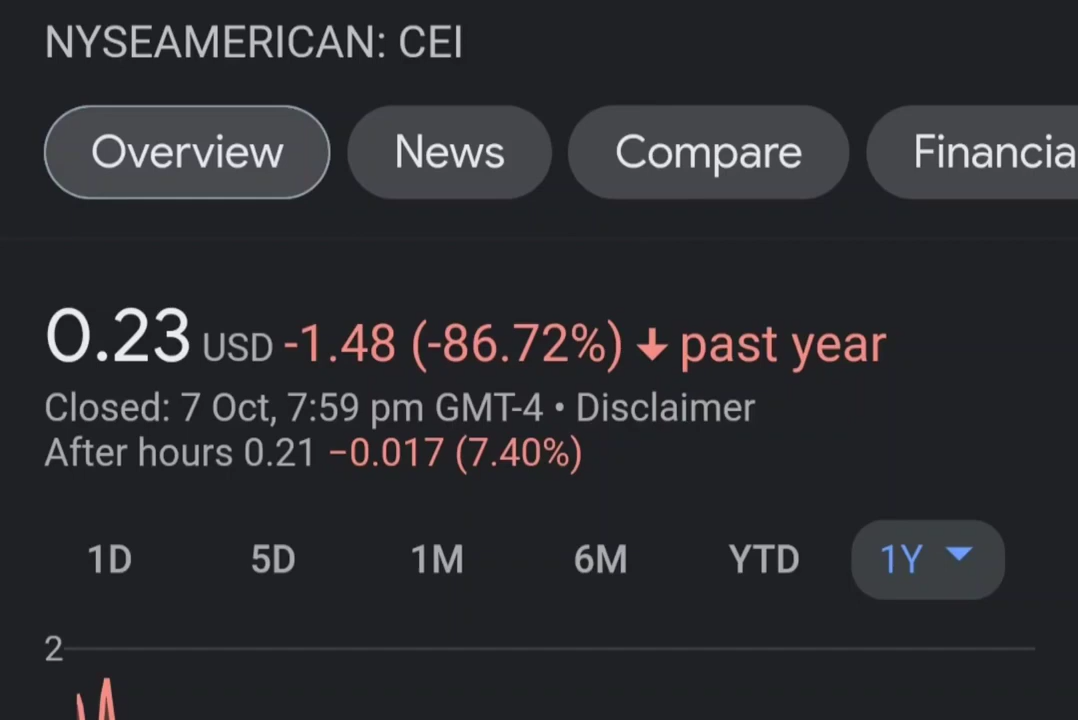 NYSEAMERICAN: CEI
Overview News Compare Financia
0.23 USD -1.48 (-86.72%) ↓ past year
Closed: 7 Oct, 7:59 pm GMT-4 • Disclaimer
After hours 0.21 −0.017 (7.40%)
1D 5D 1M 6M YTD 1Y
2